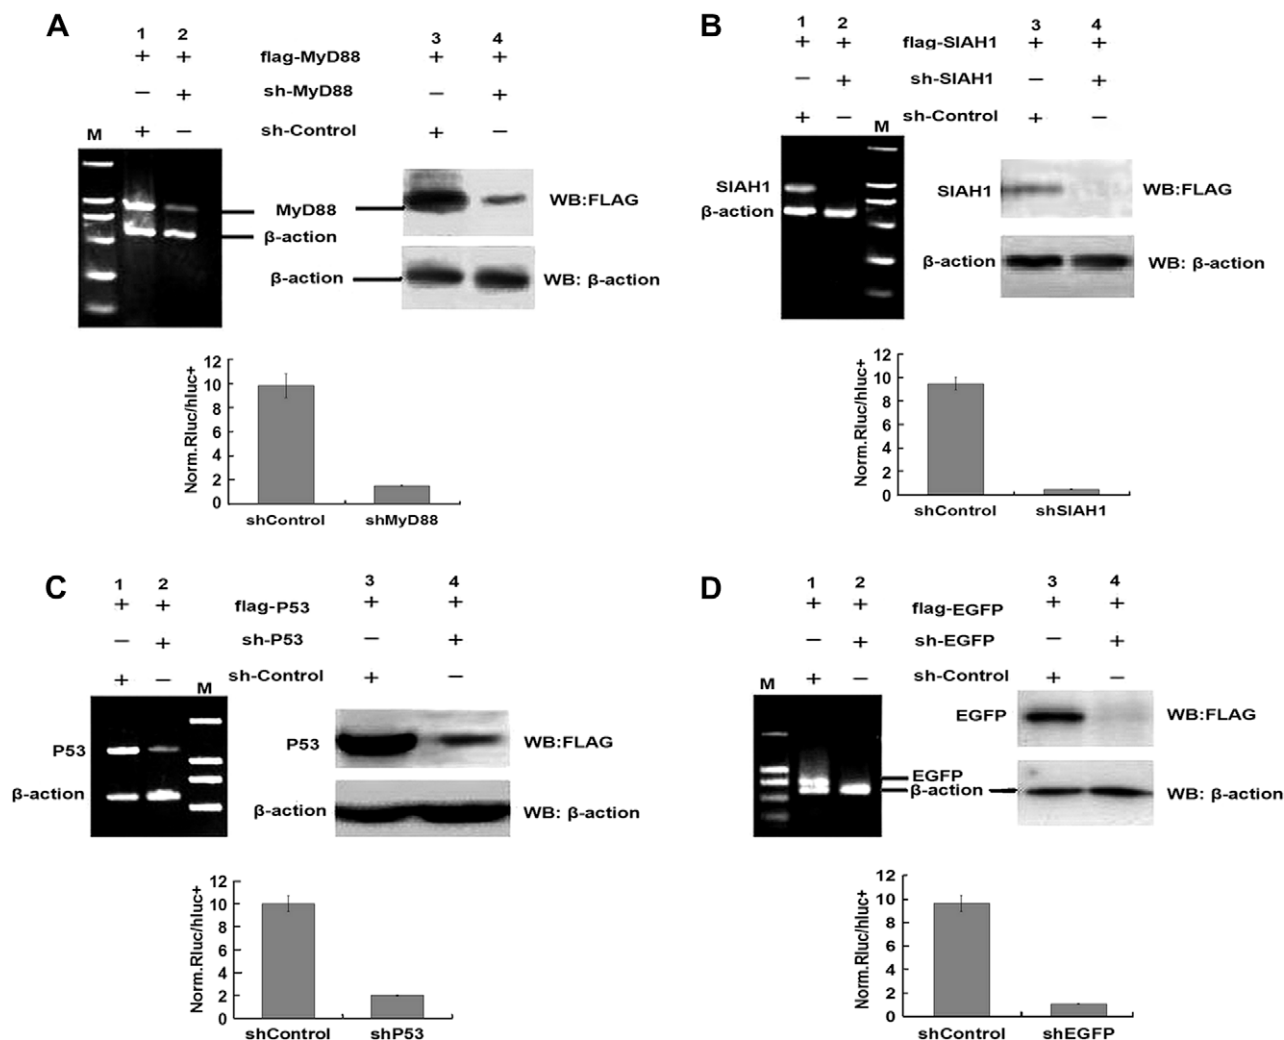 A
1 2 3 4
flag-MyD88
+ + + +
sh-MyD88
− + − +
sh-Control
+ − + −
M
MyD88
β-action
WB:FLAG
β-action
WB: β-action
Norm.Rluc/hluc+
12
10
8
6
4
2
0
shControl shMyD88
B
1 2 3 4
+ + flag-SIAH1 + +
− + sh-SIAH1 − +
+ − sh-Control + −
M
SIAH1
β-action
SIAH1 WB:FLAG
β-action WB: β-action
Norm.Rluc/hluc+
12
10
8
6
4
2
0
shControl shSIAH1
C
1 2 3 4
+ + flag-P53 + +
− + sh-P53 − +
+ − sh-Control + −
M
P53
β-action
P53 WB:FLAG
β-action WB: β-action
Norm.Rluc/hluc+
12
10
8
6
4
2
0
shControl shP53
D
1 2 3 4
+ + flag-EGFP + +
− + sh-EGFP − +
+ − sh-Control + −
M
EGFP WB:FLAG
EGFP
β-action WB: β-action
Norm.Rluc/hluc+
12
10
8
6
4
2
0
shControl shEGFP